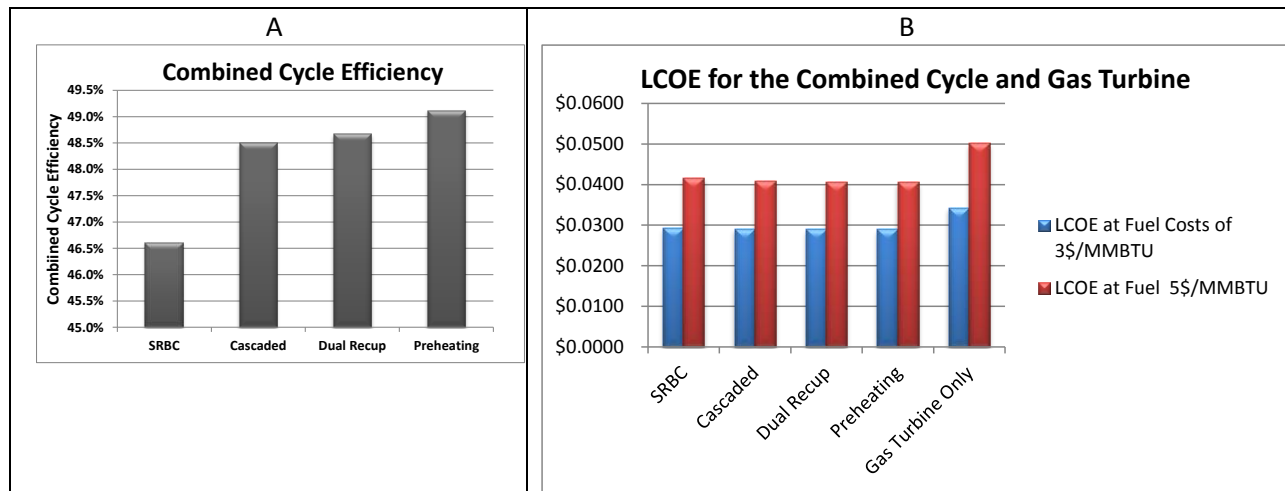 A
Combined Cycle Efficiency
Combiined Cycle Efficiency
49.5%
49.0%
48.5%
48.0%
47.5%
47.0%
46.5%
46.0%
45.5%
45.0%
SRBC
Cascaded
Dual Recup
Preheating
B
LCOE for the Combined Cycle and Gas Turbine
$0.0600
$0.0500
$0.0400
$0.0300
$0.0200
$0.0100
$0.0000
SRBC
Cascaded
Dual Recup
Preheating
Gas Turbine Only
LCOE at Fuel Costs of
3$/MMBTU
LCOE at Fuel 5$/MMBTU